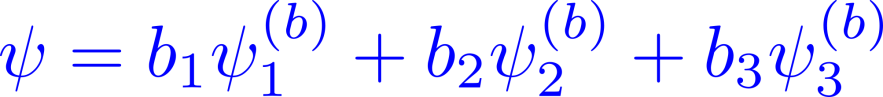 ψ = b₁ψ₁⁽ᵇ⁾ + b₂ψ₂⁽ᵇ⁾ + b₃ψ₃⁽ᵇ⁾